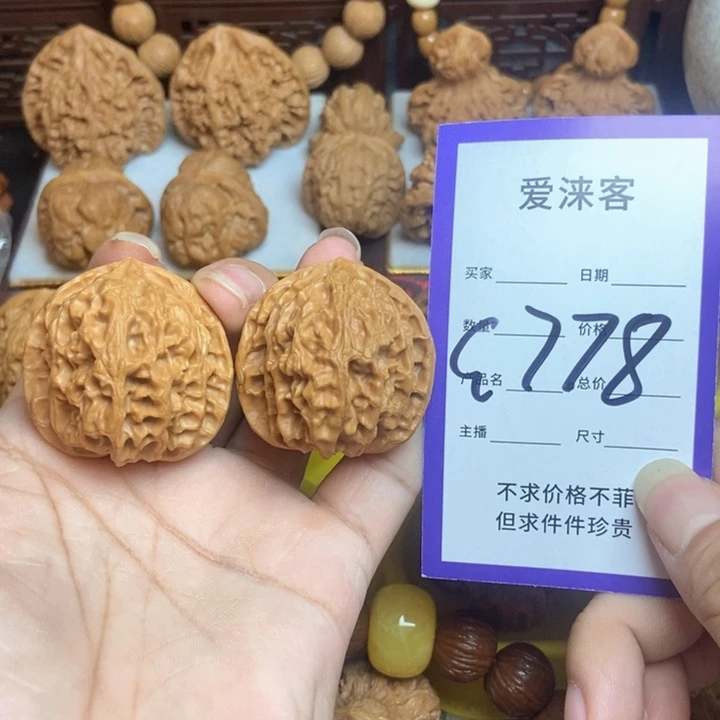 爱涞客
买家 日期
数量 价格
产品名 总价
C778
主播 尺寸
不求价格不菲
但求件件珍贵